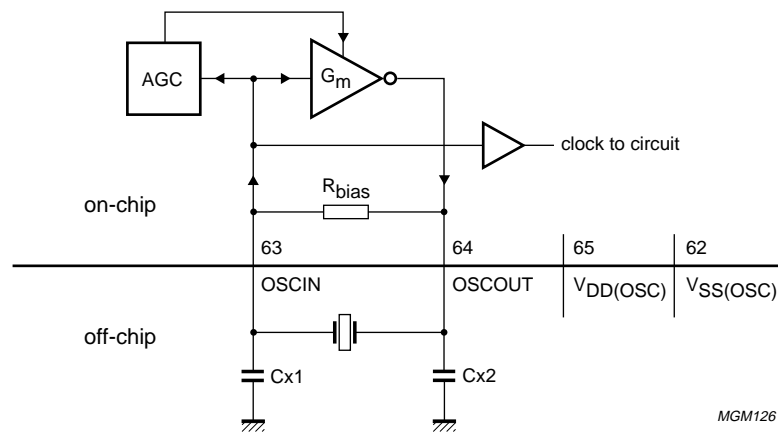 AGC
Gm
clock to circuit
Rbias
on-chip
63
64
65
62
OSCIN
OSCOUT
VDD(OSC)
VSS(OSC)
off-chip
Cx1
Cx2
MGM126